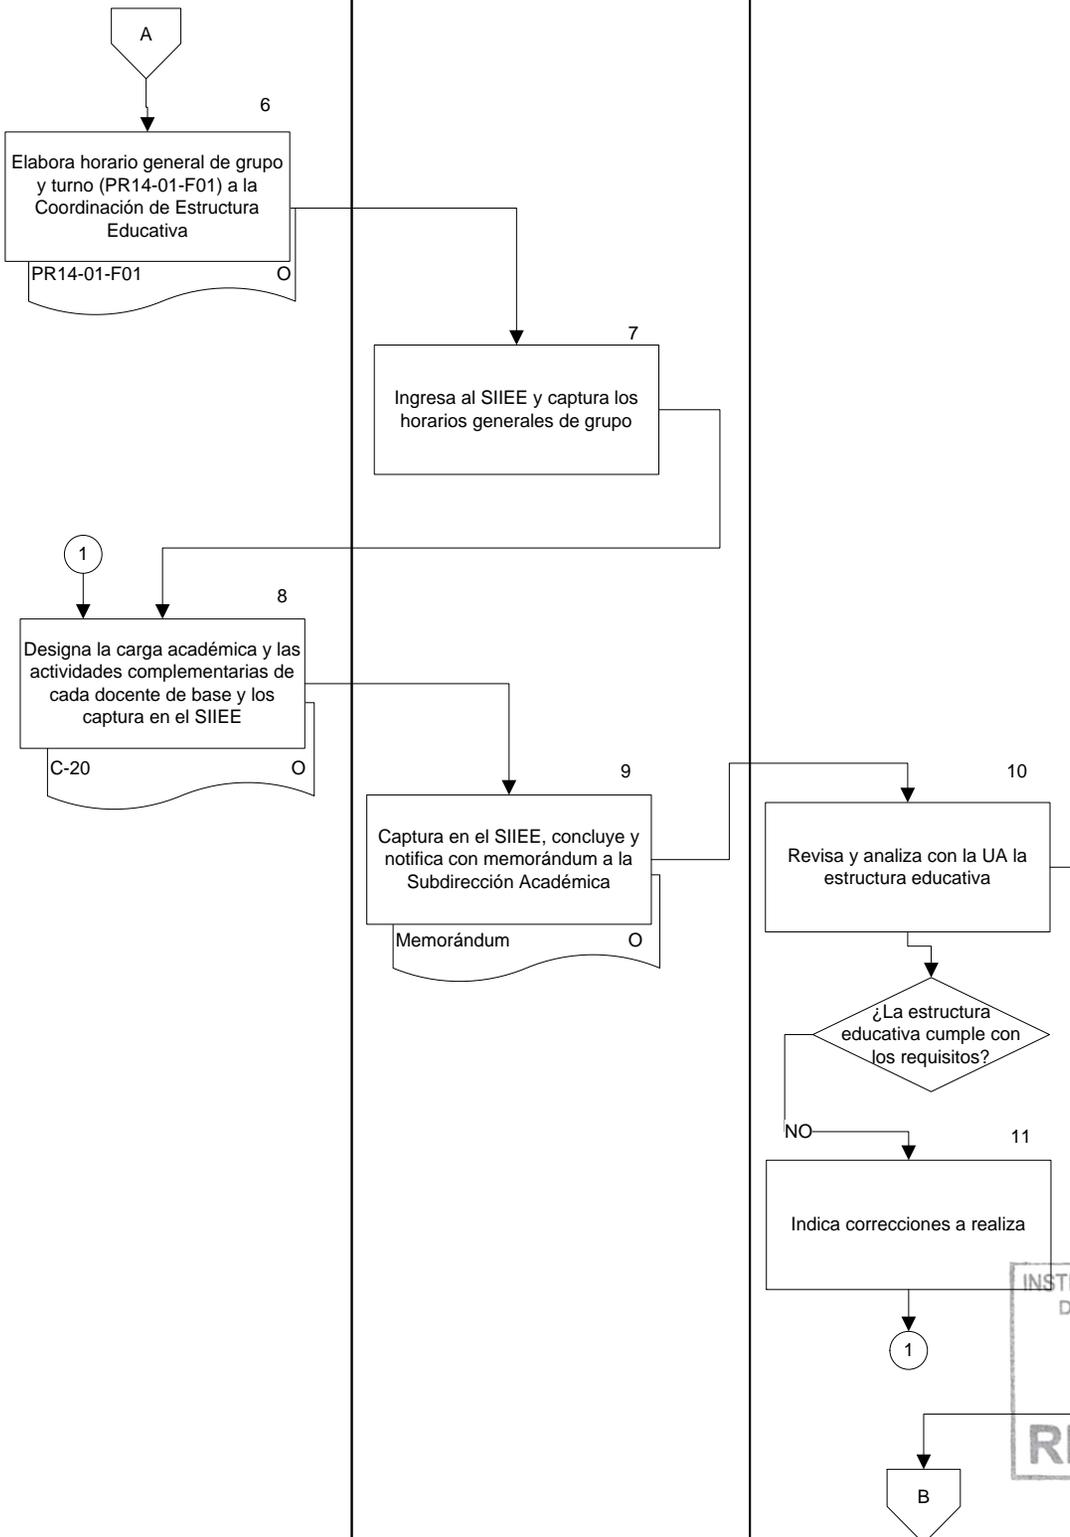 A
6
Elabora horario general de grupo
y turno (PR14-01-F01) a la
Coordinación de Estructura
Educativa
PR14-01-F01 O
7
Ingresa al SIIEE y captura los
horarios generales de grupo
1
8
Designa la carga académica y las
actividades complementarias de
cada docente de base y los
captura en el SIIEE
C-20 O
9
Captura en el SIIEE, concluye y
notifica con memorándum a la
Subdirección Académica
Memorándum O
10
Revisa y analiza con la UA la
estructura educativa
¿La estructura
educativa cumple con
los requisitos?
NO
11
Indica correcciones a realiza
1
B